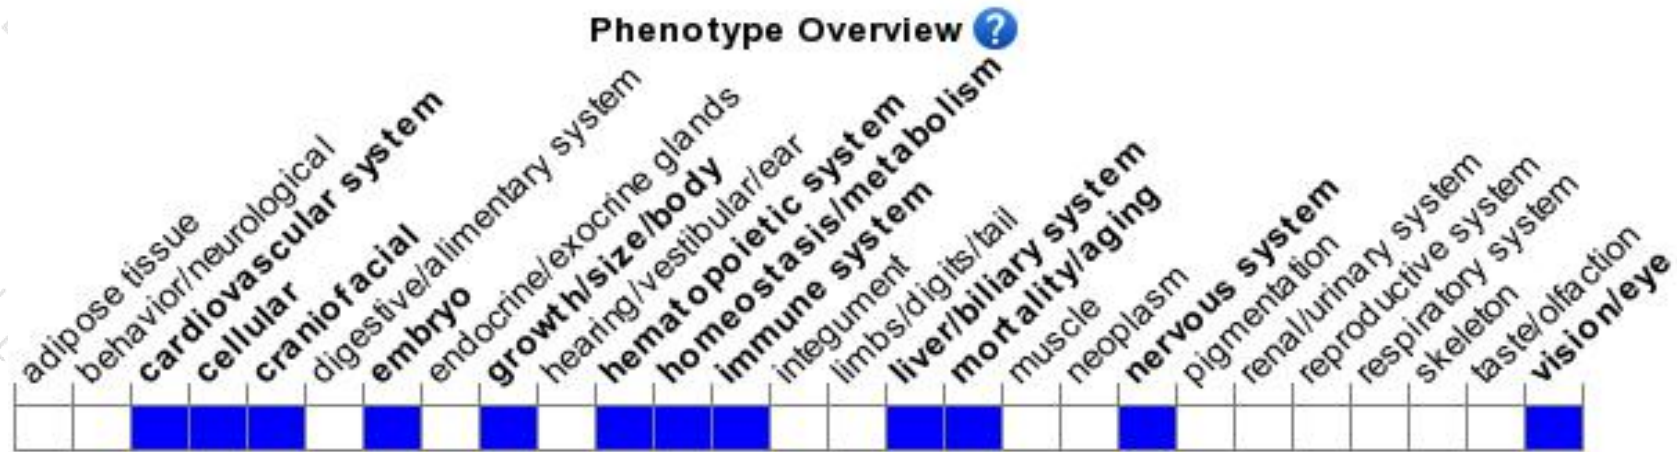 Phenotype Overview ?
adipose tissue
behavior/neurological
cardiovascular system
cellular
craniofacial
digestive/alimentary system
embryo
endocrine/exocrine glands
growth/size/body
hearing/vestibular/ear
hematopoietic system
homeostasis/metabolism
immune system
integument
limbs/digits/tail
liver/biliary system
mortality/aging
muscle
neoplasm
nervous system
pigmentation
renal/urinary system
reproductive system
respiratory system
skeleton
taste/olfaction
vision/eye